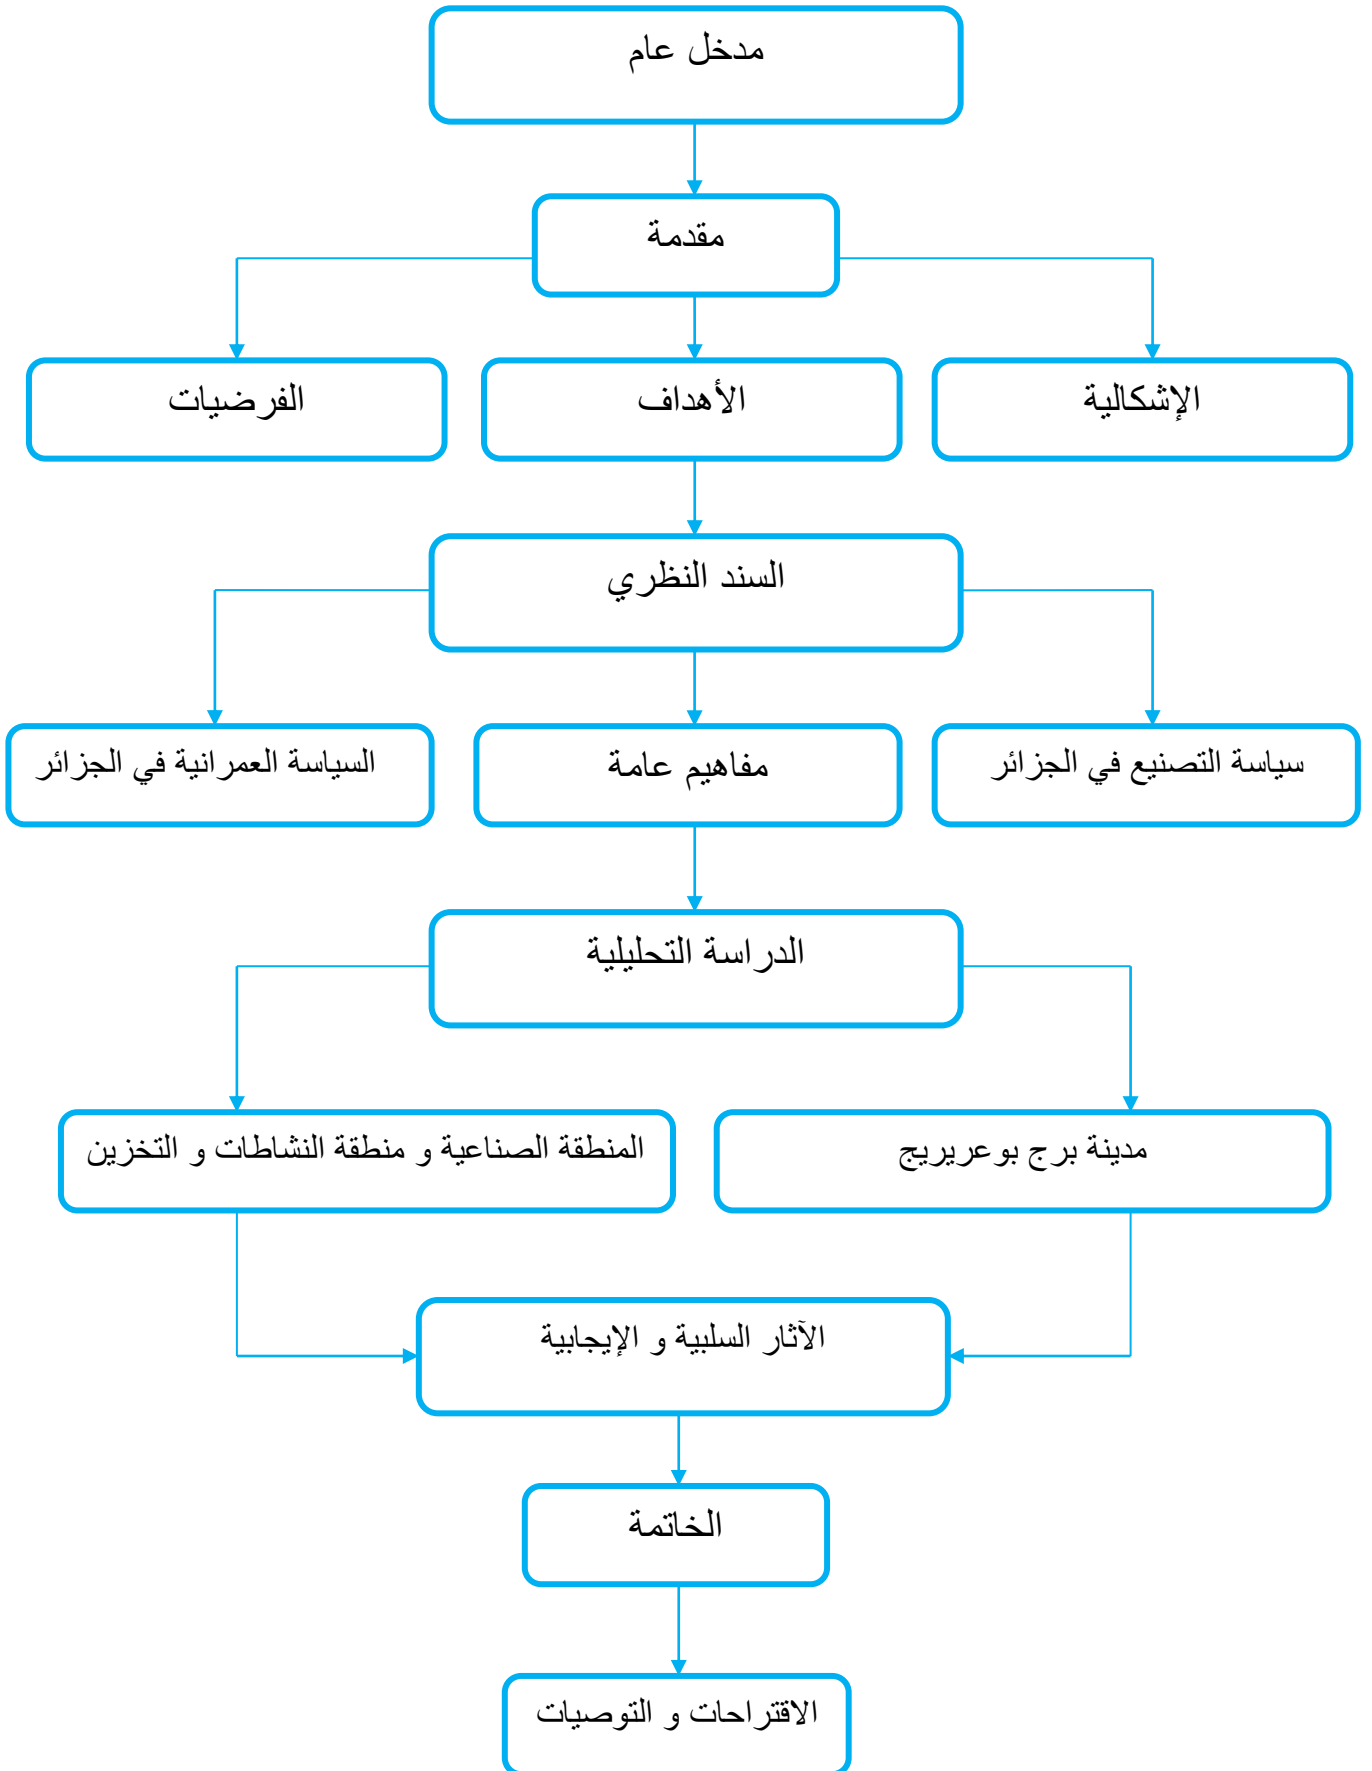 مدخل عام
مقدمة
الإشكالية
الأهداف
الفرضيات
السند النظري
سياسة التصنيع في الجزائر
مفاهيم عامة
السياسة العمرانية في الجزائر
الدراسة التحليلية
مدينة برج بوعريريج
المنطقة الصناعية و منطقة النشاطات و التخزين
الآثار السلبية و الإيجابية
الخاتمة
الاقتراحات و التوصيات